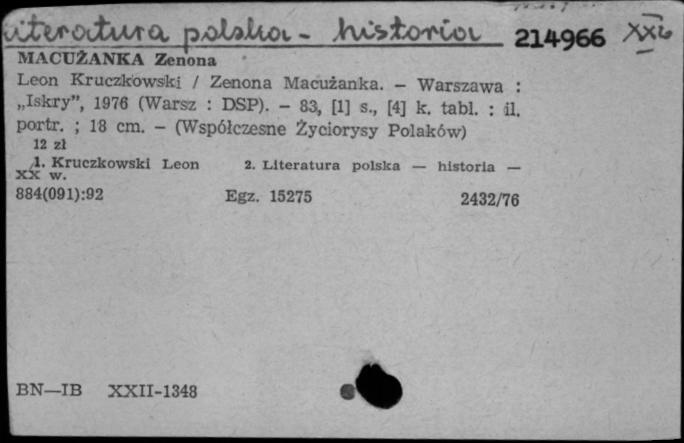 Literatura polska - historia 214966
MACUŻANKA Zenona
Leon Kruczkowski / Zenona Macużanka. — Warszawa :
„Iskry”, 1976 (Warsz : DSP). — 83, [1] s., [4] k. tabl. : il.
portr. ; 18 cm. — (Współczesne Życiorysy Polaków)
12 zł
1. Kruczkowski Leon 2. Literatura polska — historia —
XX w.
884(091):92 Egz. 15275 2432/76
BN—IB XXII-1348